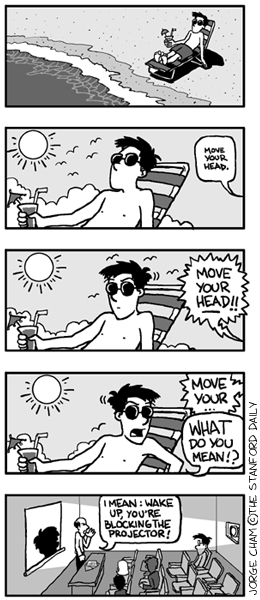 MOVE
YOUR
HEAD.
MOVE
YOUR
HEAD!!
MOVE
YOUR
...
WHAT
DO YOU
MEAN!?
I MEAN: WAKE
UP, YOU'RE
BLOCKING THE
PROJECTOR!
JORGE CHAM © THE STANFORD DAILY